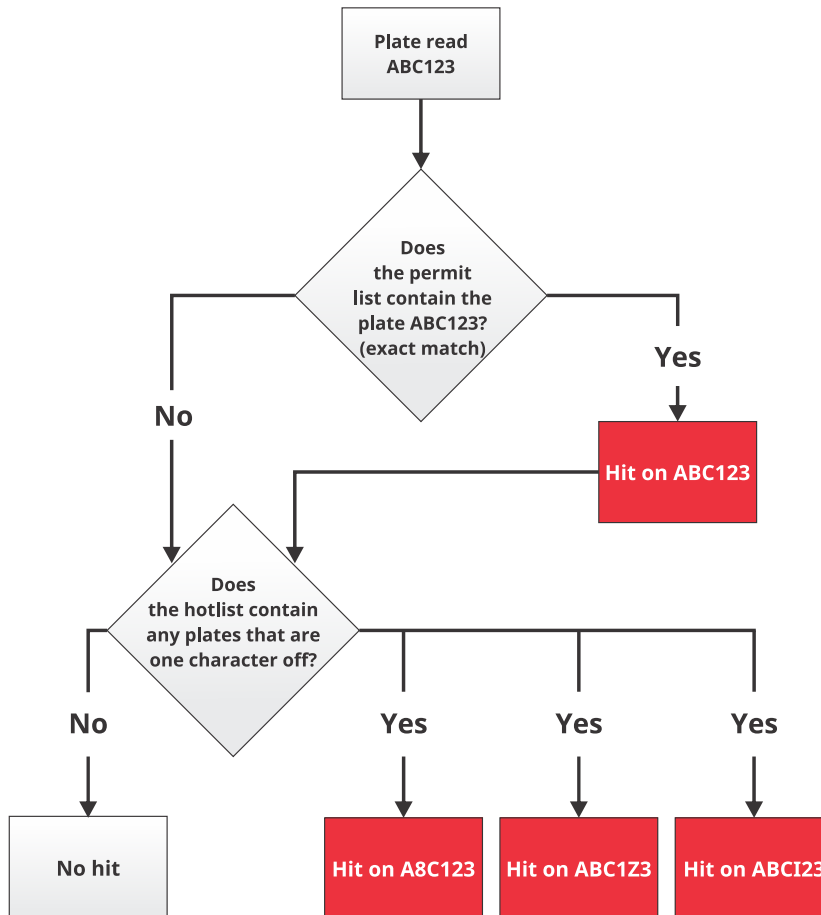 Plate read
ABC123
Does
the permit
list contain the
plate ABC123?
(exact match)
Yes
No
Hit on ABC123
Does
the hotlist contain
any plates that are
one character off?
No
Yes
Yes
Yes
No hit
Hit on A8C123
Hit on ABC1Z3
Hit on ABCI23